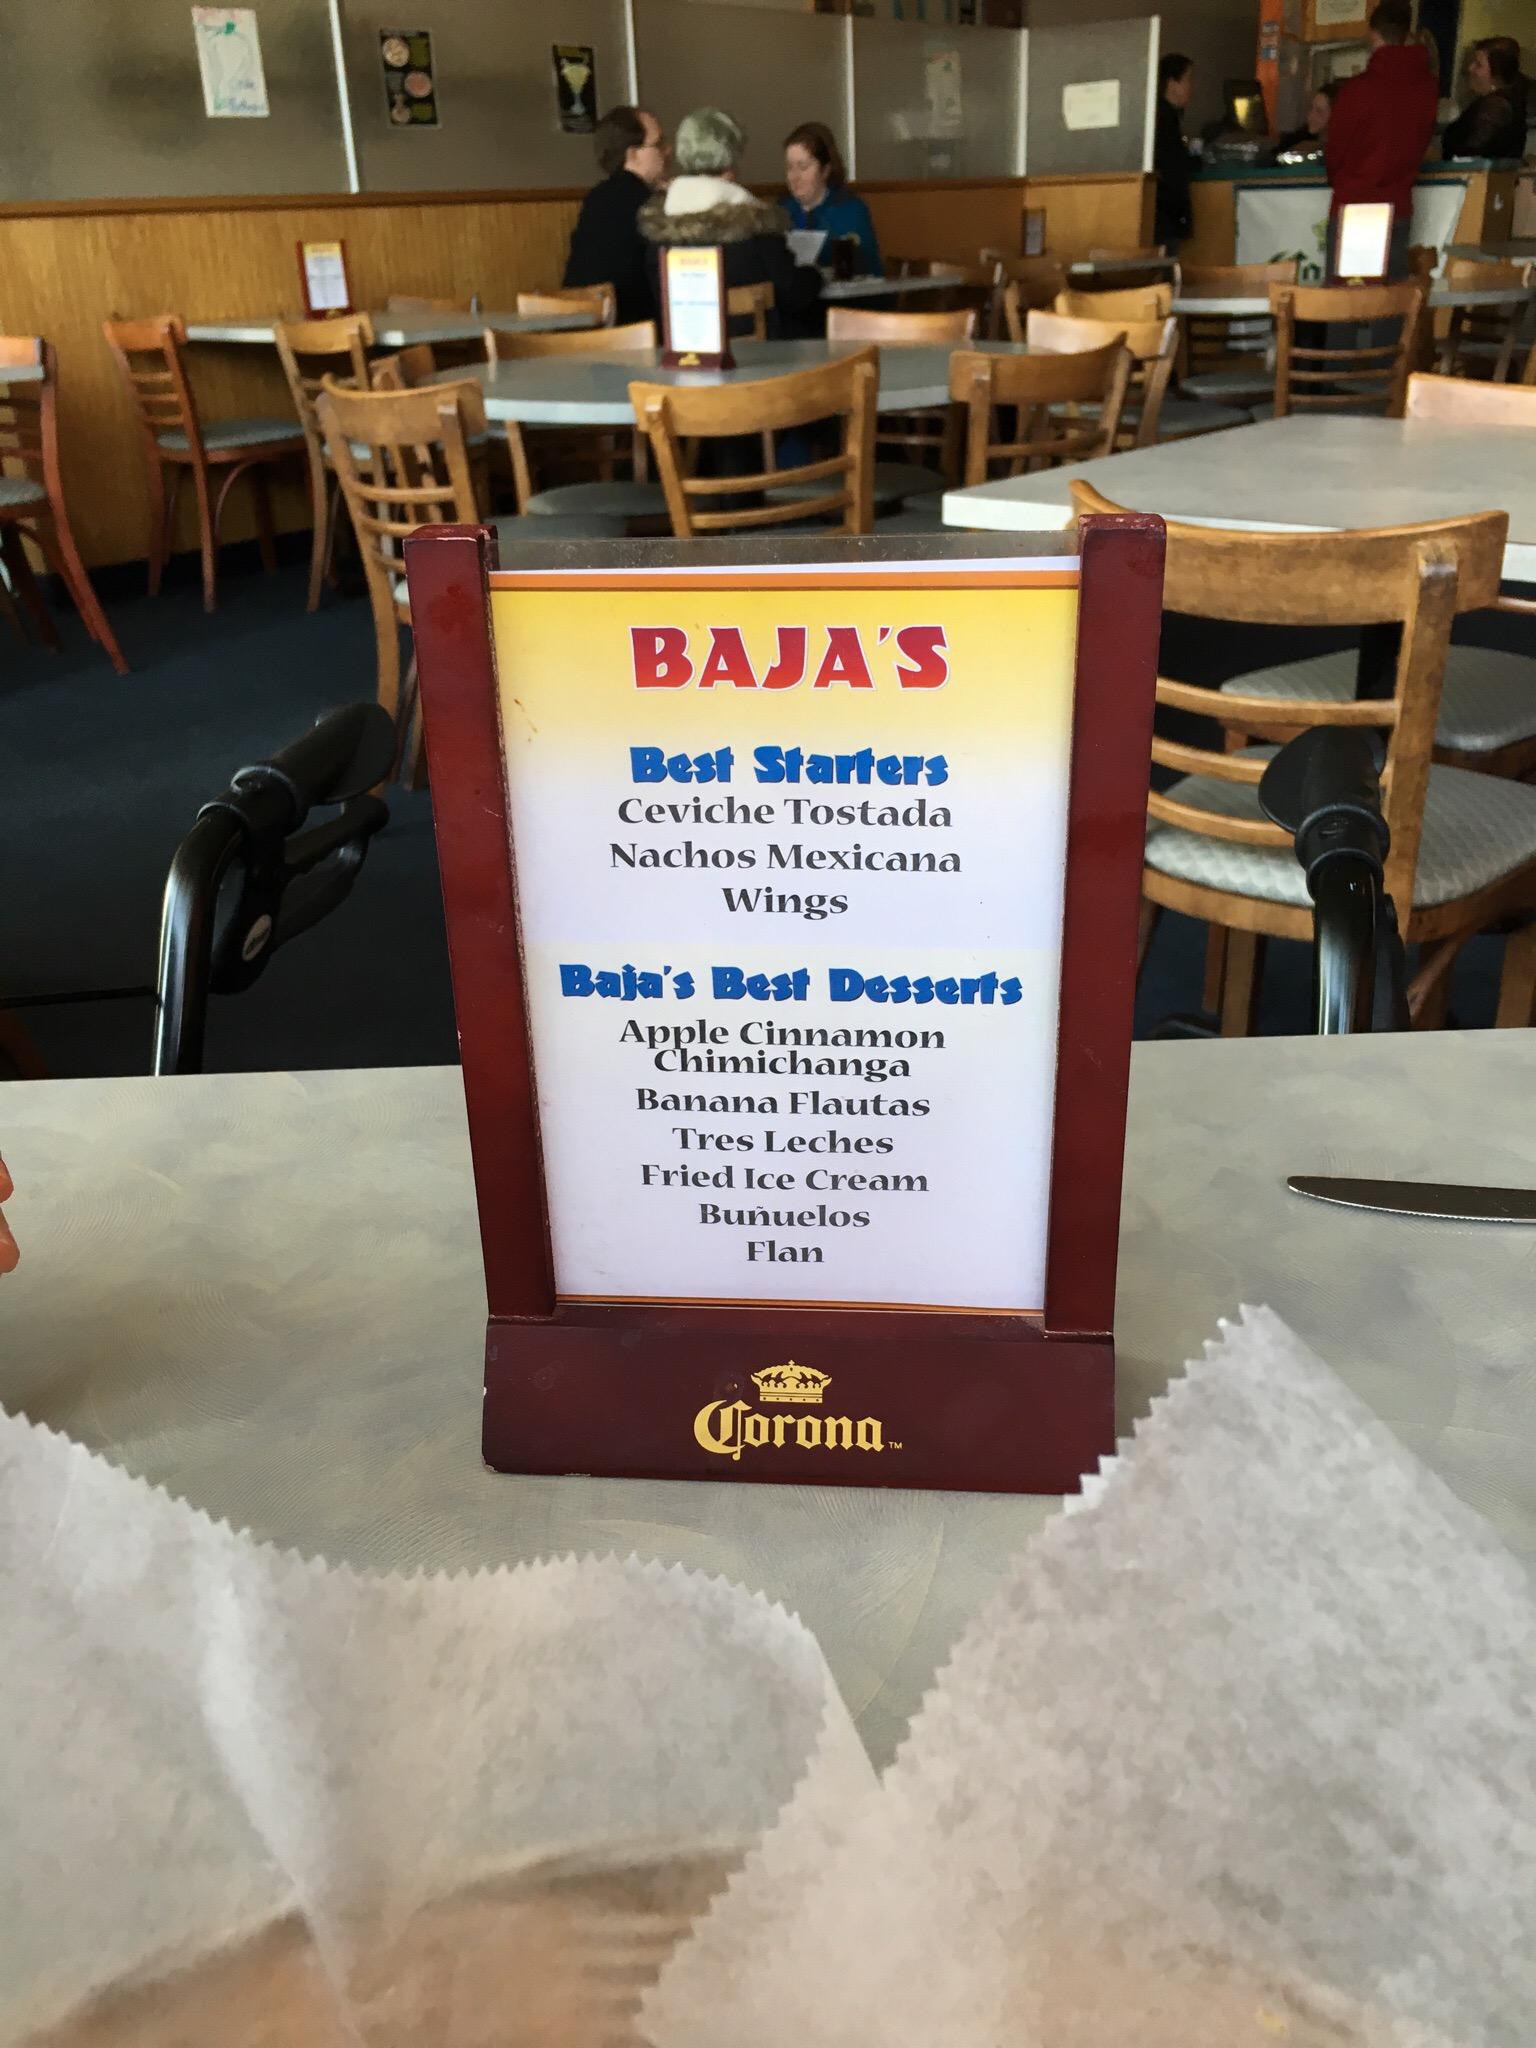 BAJA'S
Best Starters
Ceviche Tostada
Nachos Mexicana
Wings
Baja's Best Desserts
Apple Cinnamon
Chimichanga
Banana Flautas
Tres Leches
Fried Ice Cream
Buñuelos
Flan
Corona™